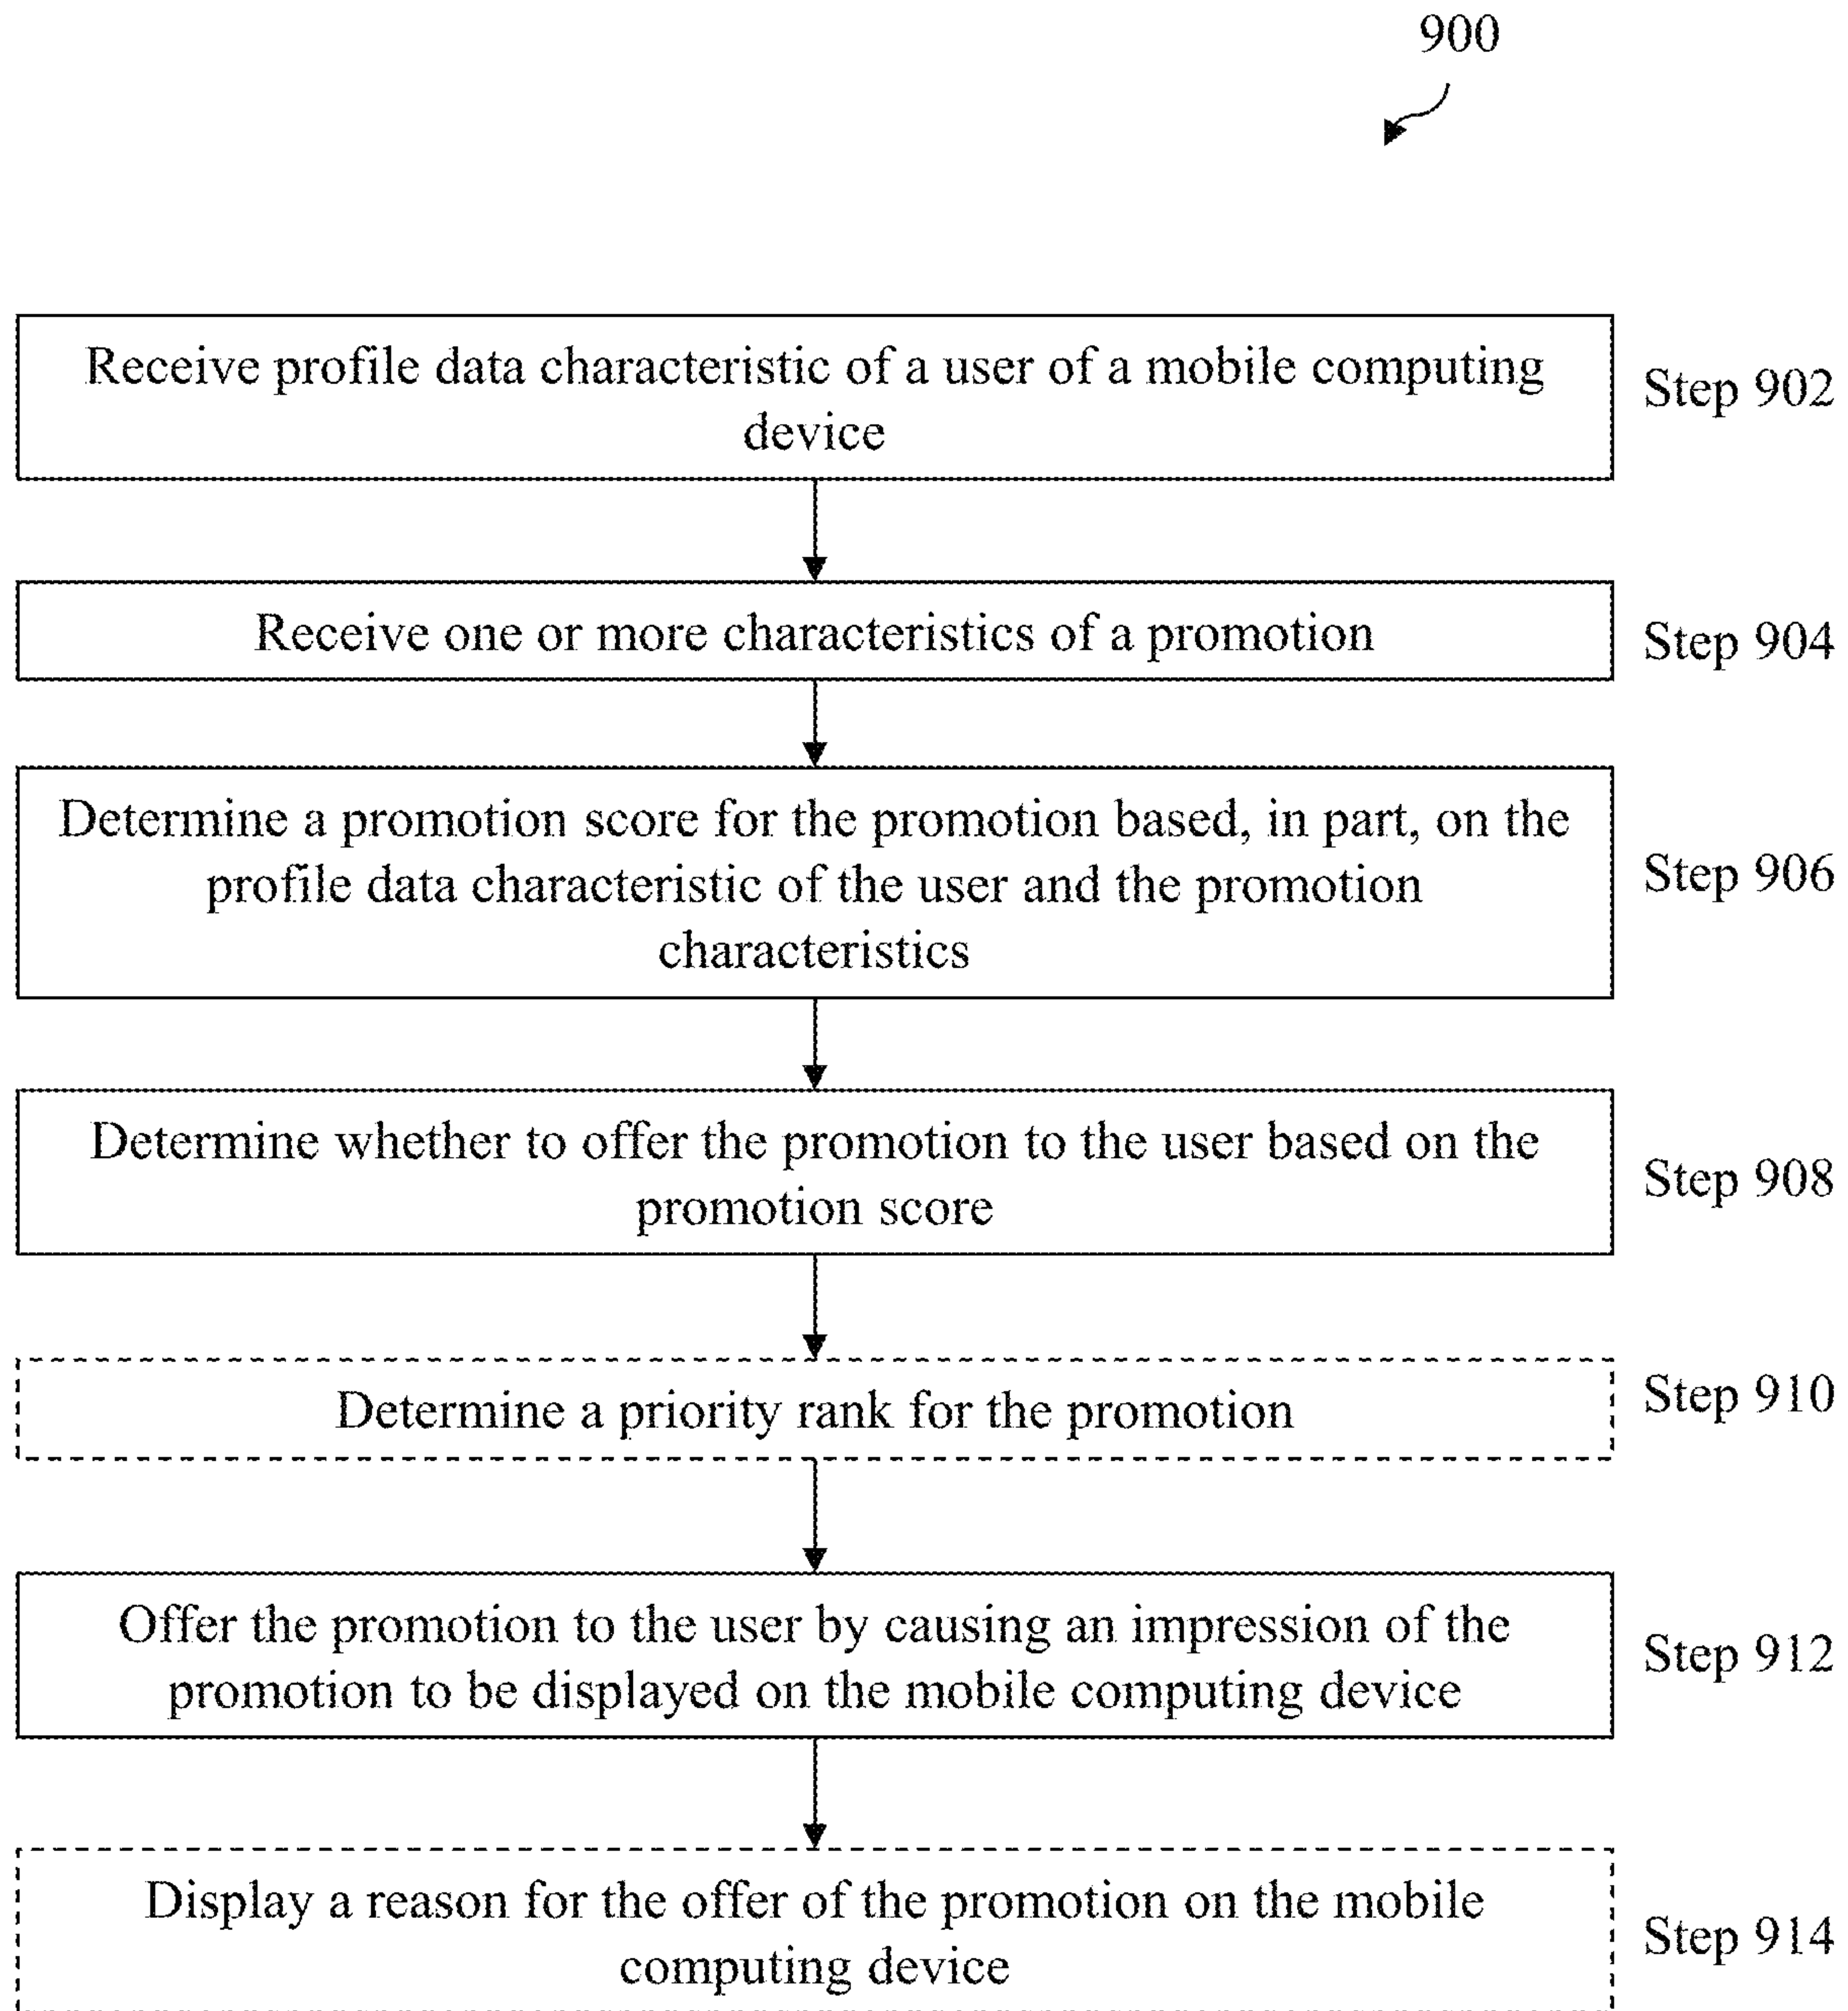 900
Receive profile data characteristic of a user of a mobile computing
device
Step 902
Receive one or more characteristics of a promotion
Step 904
Determine a promotion score for the promotion based, in part, on the
profile data characteristic of the user and the promotion
characteristics
Step 906
Determine whether to offer the promotion to the user based on the
promotion score
Step 908
Determine a priority rank for the promotion
Step 910
Offer the promotion to the user by causing an impression of the
promotion to be displayed on the mobile computing device
Step 912
Display a reason for the offer of the promotion on the mobile
computing device
Step 914